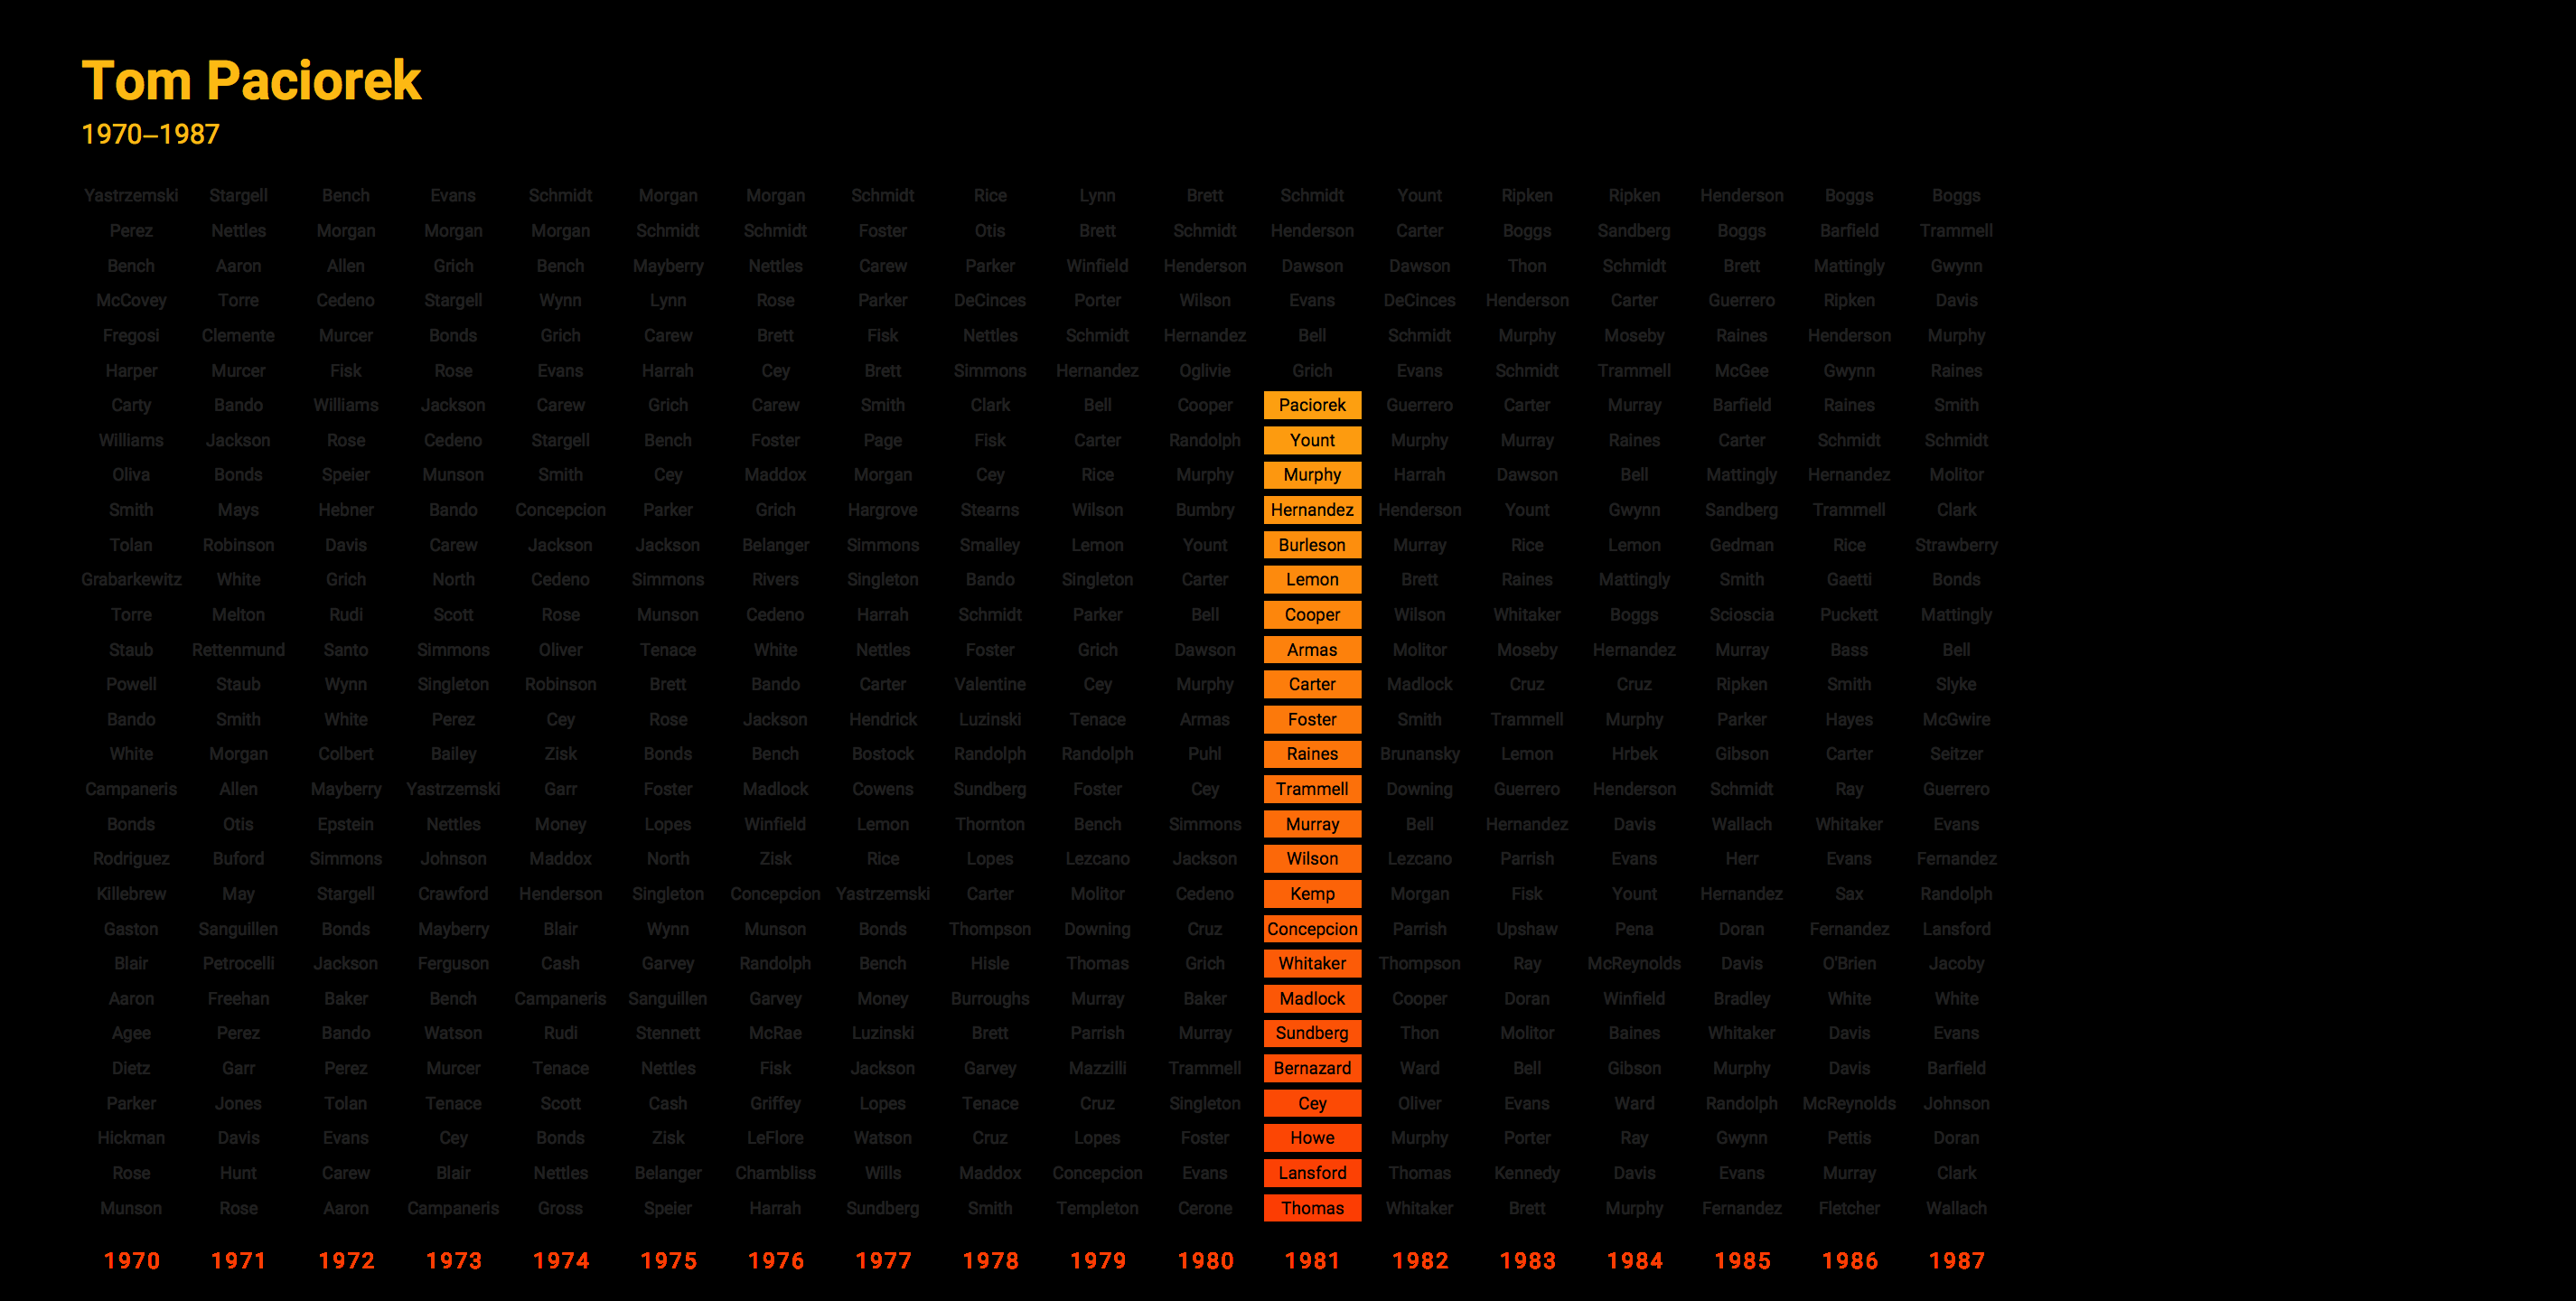 Tom Paciorek
1970–1987
Yastrzemski Stargell Bench Evans Schmidt Morgan Morgan Schmidt Rice Lynn Brett Schmidt Yount Ripken Ripken Henderson Boggs Boggs
Perez Nettles Morgan Morgan Morgan Schmidt Schmidt Foster Otis Brett Schmidt Henderson Carter Boggs Sandberg Boggs Barfield Trammell
Bench Aaron Allen Grich Bench Mayberry Nettles Carew Parker Winfield Henderson Dawson Dawson Thon Schmidt Brett Mattingly Gwynn
McCovey Torre Cedeno Stargell Wynn Lynn Rose Parker DeCinces Porter Wilson Evans DeCinces Henderson Carter Guerrero Ripken Davis
Fregosi Clemente Murcer Bonds Grich Carew Brett Fisk Nettles Schmidt Hernandez Bell Schmidt Murphy Moseby Raines Henderson Murphy
Harper Murcer Fisk Rose Evans Harrah Cey Brett Simmons Hernandez Oglivie Grich Evans Schmidt Trammell McGee Gwynn Raines
Carty Bando Williams Jackson Carew Grich Carew Smith Clark Bell Cooper Paciorek Guerrero Carter Murray Barfield Raines Smith
Williams Jackson Rose Cedeno Stargell Bench Foster Page Fisk Carter Randolph Yount Murphy Murray Raines Carter Schmidt Schmidt
Oliva Bonds Speier Munson Smith Cey Maddox Morgan Cey Rice Murphy Murphy Harrah Dawson Bell Mattingly Hernandez Molitor
Smith Mays Hebner Bando Concepcion Parker Grich Hargrove Stearns Wilson Bumbry Hernandez Henderson Yount Gwynn Sandberg Trammell Clark
Tolan Robinson Davis Carew Jackson Jackson Belanger Simmons Smalley Lemon Yount Burleson Murray Rice Lemon Gedman Rice Strawberry
Grabarkewitz White Grich North Cedeno Simmons Rivers Singleton Bando Singleton Carter Lemon Brett Raines Mattingly Smith Gaetti Bonds
Torre Melton Rudi Scott Rose Munson Cedeno Harrah Schmidt Parker Bell Cooper Wilson Whitaker Boggs Scioscia Puckett Mattingly
Staub Rettenmund Santo Simmons Oliver Tenace White Nettles Foster Grich Dawson Armas Molitor Moseby Hernandez Murray Bass Bell
Powell Staub Wynn Singleton Robinson Brett Bando Carter Valentine Cey Murphy Carter Madlock Cruz Cruz Ripken Smith Slyke
Bando Smith White Perez Cey Rose Jackson Hendrick Luzinski Tenace Armas Foster Smith Trammell Murphy Parker Hayes McGwire
White Morgan Colbert Bailey Zisk Bonds Bench Bostock Randolph Randolph Puhl Raines Brunansky Lemon Hrbek Gibson Carter Seitzer
Campaneris Allen Mayberry Yastrzemski Garr Foster Madlock Cowens Sundberg Foster Cey Trammell Downing Guerrero Henderson Schmidt Ray Guerrero
Bonds Otis Epstein Nettles Money Lopes Winfield Lemon Thornton Bench Simmons Murray Bell Hernandez Davis Wallach Whitaker Evans
Rodriguez Buford Simmons Johnson Maddox North Zisk Rice Lopes Lezcano Jackson Wilson Lezcano Parrish Evans Herr Evans Fernandez
Killebrew May Stargell Crawford Henderson Singleton Concepcion Yastrzemski Carter Molitor Cedeno Kemp Morgan Fisk Yount Hernandez Sax Randolph
Gaston Sanguillen Bonds Mayberry Blair Wynn Munson Bonds Thompson Downing Cruz Concepcion Parrish Upshaw Pena Doran Fernandez Lansford
Blair Petrocelli Jackson Ferguson Cash Garvey Randolph Bench Hisle Thomas Grich Whitaker Thompson Ray McReynolds Davis O'Brien Jacoby
Aaron Freehan Baker Bench Campaneris Sanguillen Garvey Money Burroughs Murray Baker Madlock Cooper Doran Winfield Bradley White White
Agee Perez Bando Watson Rudi Stennett McRae Luzinski Brett Parrish Murray Sundberg Thon Molitor Baines Whitaker Davis Evans
Dietz Garr Perez Murcer Tenace Nettles Fisk Jackson Garvey Mazzilli Trammell Bernazard Ward Bell Gibson Murphy Davis Barfield
Parker Jones Tolan Tenace Scott Cash Griffey Lopes Tenace Cruz Singleton Cey Oliver Evans Ward Randolph McReynolds Johnson
Hickman Davis Evans Cey Bonds Zisk LeFlore Watson Cruz Lopes Foster Howe Murphy Porter Ray Gwynn Pettis Doran
Rose Hunt Carew Blair Nettles Belanger Chambliss Wills Maddox Concepcion Evans Lansford Thomas Kennedy Davis Evans Murray Clark
Munson Rose Aaron Campaneris Gross Speier Harrah Sundberg Smith Templeton Cerone Thomas Whitaker Brett Murphy Fernandez Fletcher Wallach
1970 1971 1972 1973 1974 1975 1976 1977 1978 1979 1980 1981 1982 1983 1984 1985 1986 1987